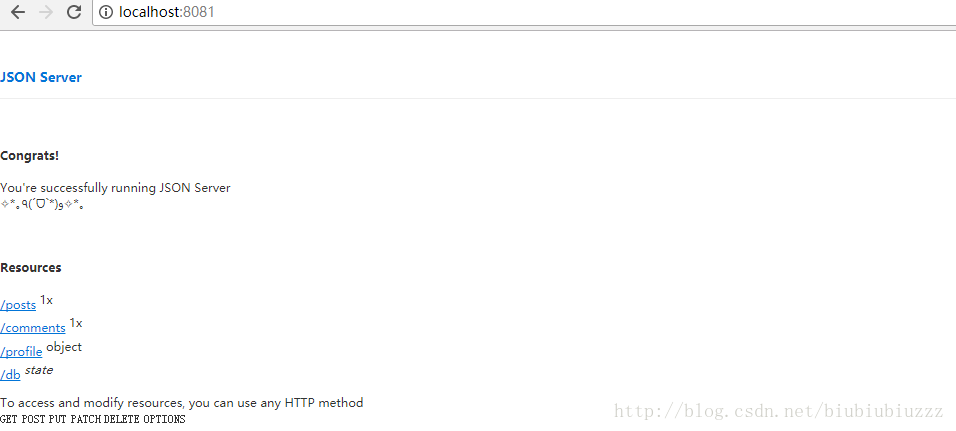 localhost:8081
JSON Server
Congrats!
You're successfully running JSON Server
✧*｡٩(ˊᗜˋ*)و✧*｡
Resources
/posts 1x
/comments 1x
/profile object
/db state
To access and modify resources, you can use any HTTP method
GET POST PUT PATCH DELETE OPTIONS
http://blog.csdn.net/biubiubiuzzz